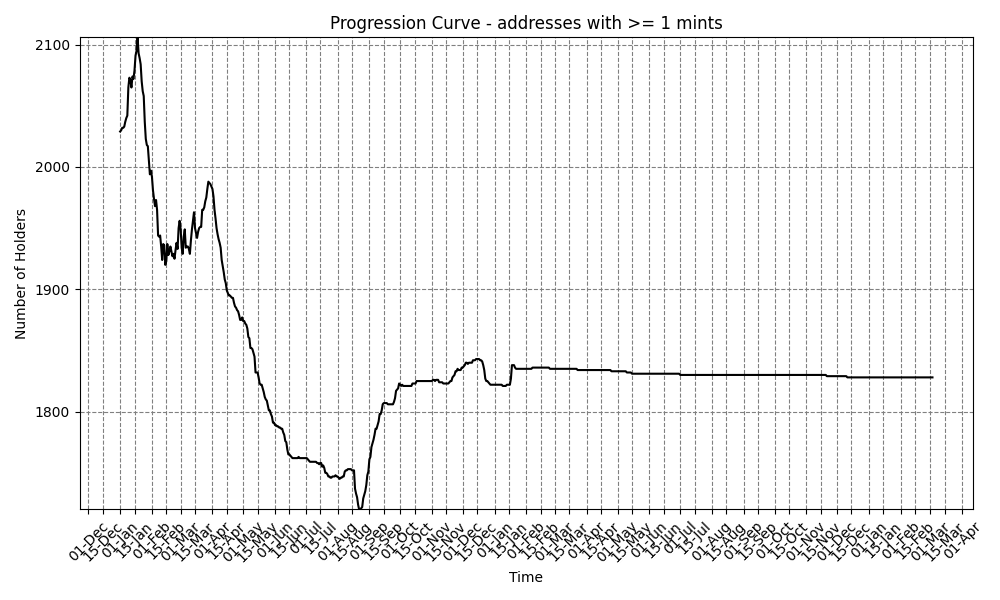 Progression Curve - addresses with >= 1 mints
Number of Holders
2100
2000
1900
1800
01-Dec
15-Dec
01-Jan
15-Jan
01-Feb
15-Feb
01-Mar
15-Mar
01-Apr
15-Apr
01-May
15-May
01-Jun
15-Jun
01-Jul
15-Jul
01-Aug
15-Aug
01-Sep
15-Sep
01-Oct
15-Oct
01-Nov
15-Nov
01-Dec
15-Dec
01-Jan
15-Jan
01-Feb
15-Feb
01-Mar
15-Mar
01-Apr
15-Apr
01-May
15-May
01-Jun
15-Jun
01-Jul
15-Jul
01-Aug
15-Aug
01-Sep
15-Sep
01-Oct
15-Oct
01-Nov
15-Nov
01-Dec
15-Dec
01-Jan
15-Jan
01-Feb
15-Feb
01-Mar
15-Mar
01-Apr
Time